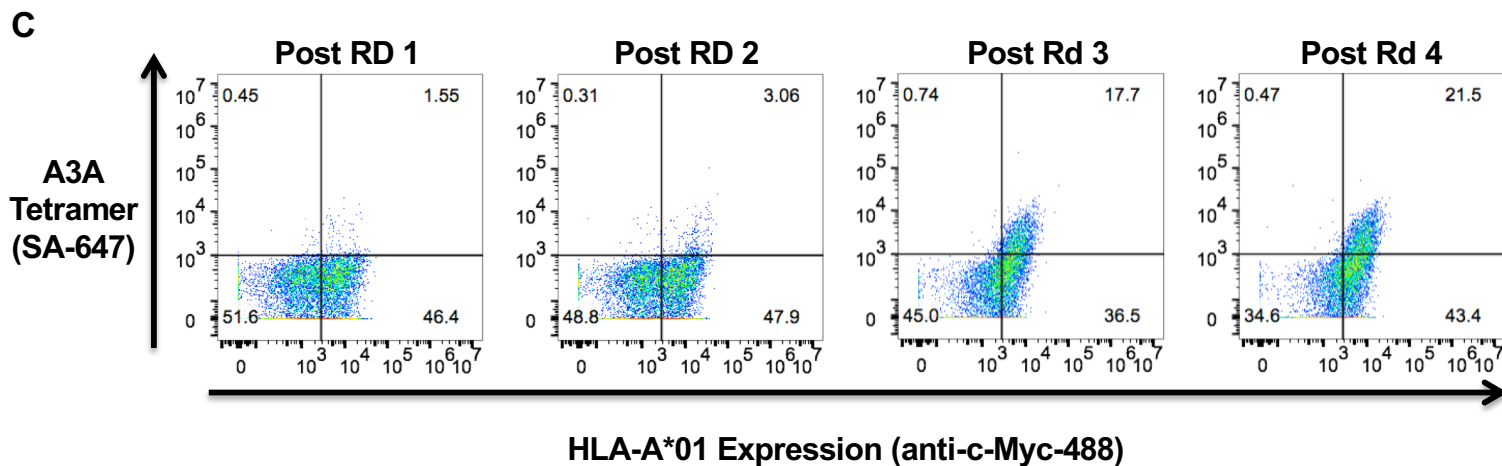 C
Post RD 1 Post RD 2 Post Rd 3 Post Rd 4
A3A
Tetramer
(SA-647)
10^7 0.45 1.55 10^7 0.31 3.06 10^7 0.74 17.7 10^7 0.47 21.5
10^6 10^6 10^6 10^6
10^5 10^5 10^5 10^5
10^4 10^4 10^4 10^4
10^3 10^3 10^3 10^3
0 51.6 46.4 0 48.8 47.9 0 45.0 36.5 0 34.6 43.4
0 10^3 10^4 10^5 10^6 10^7 0 10^3 10^4 10^5 10^6 10^7 0 10^3 10^4 10^5 10^6 10^7 0 10^3 10^4 10^5 10^6 10^7
HLA-A*01 Expression (anti-c-Myc-488)